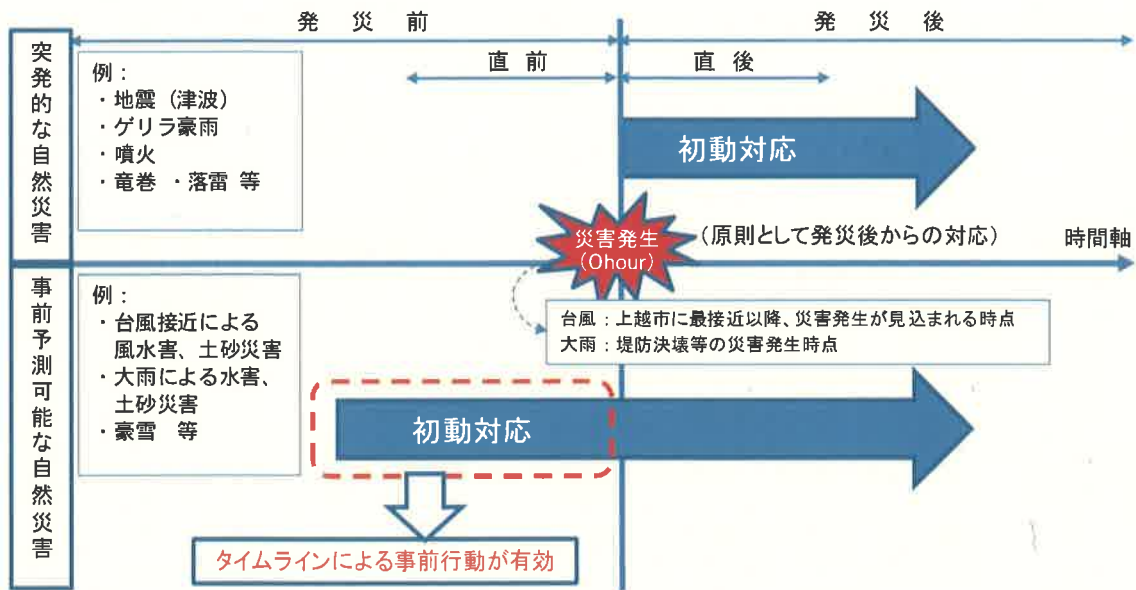 発災前
発災後
直前
直後
突発的な自然災害
例：
・地震（津波）
・ゲリラ豪雨
・噴火
・竜巻 ・落雷 等
初動対応
災害発生
(0hour)
(原則として発災後からの対応)
時間軸
事前予測可能な自然災害
例：
・台風接近による
風水害、土砂災害
・大雨による水害、
土砂災害
・豪雪 等
台風：上越市に最接近以降、災害発生が見込まれる時点
大雨：堤防決壊等の災害発生時点
初動対応
タイムラインによる事前行動が有効